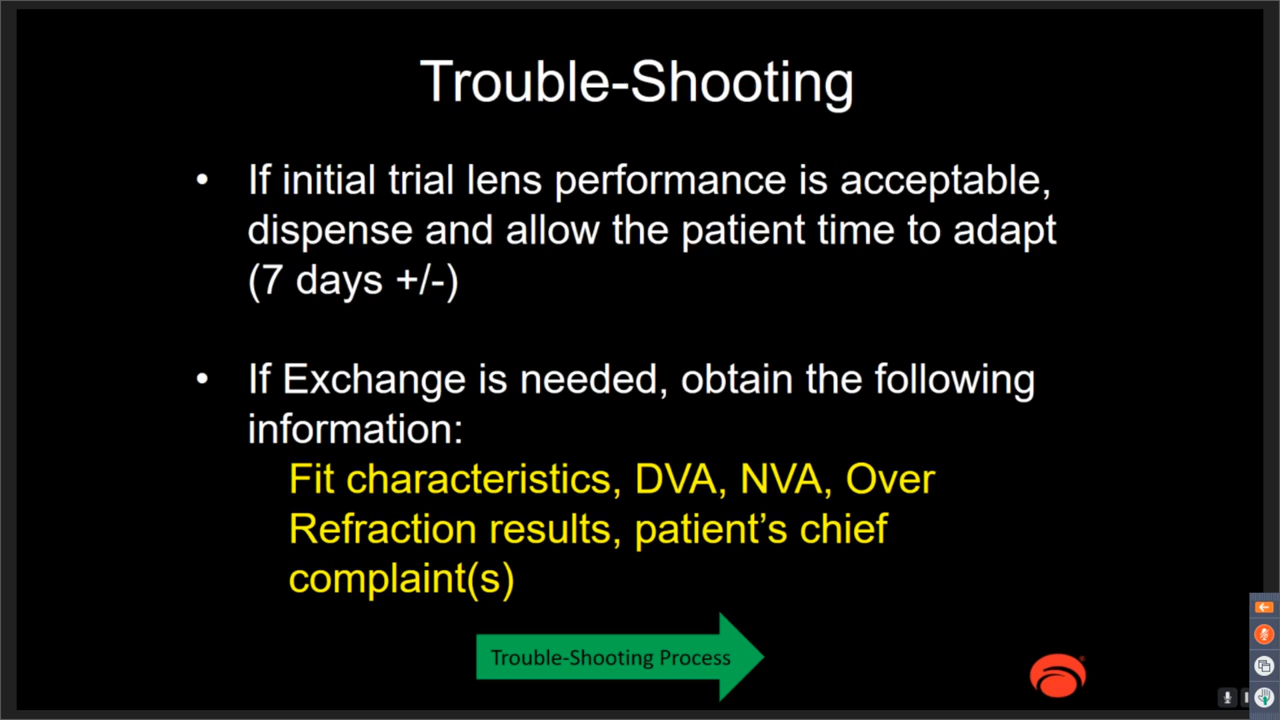 Trouble-Shooting
• If initial trial lens performance is acceptable,
dispense and allow the patient time to adapt
(7 days +/-)
• If Exchange is needed, obtain the following
information:
Fit characteristics, DVA, NVA, Over
Refraction results, patient’s chief
complaint(s)
Trouble-Shooting Process